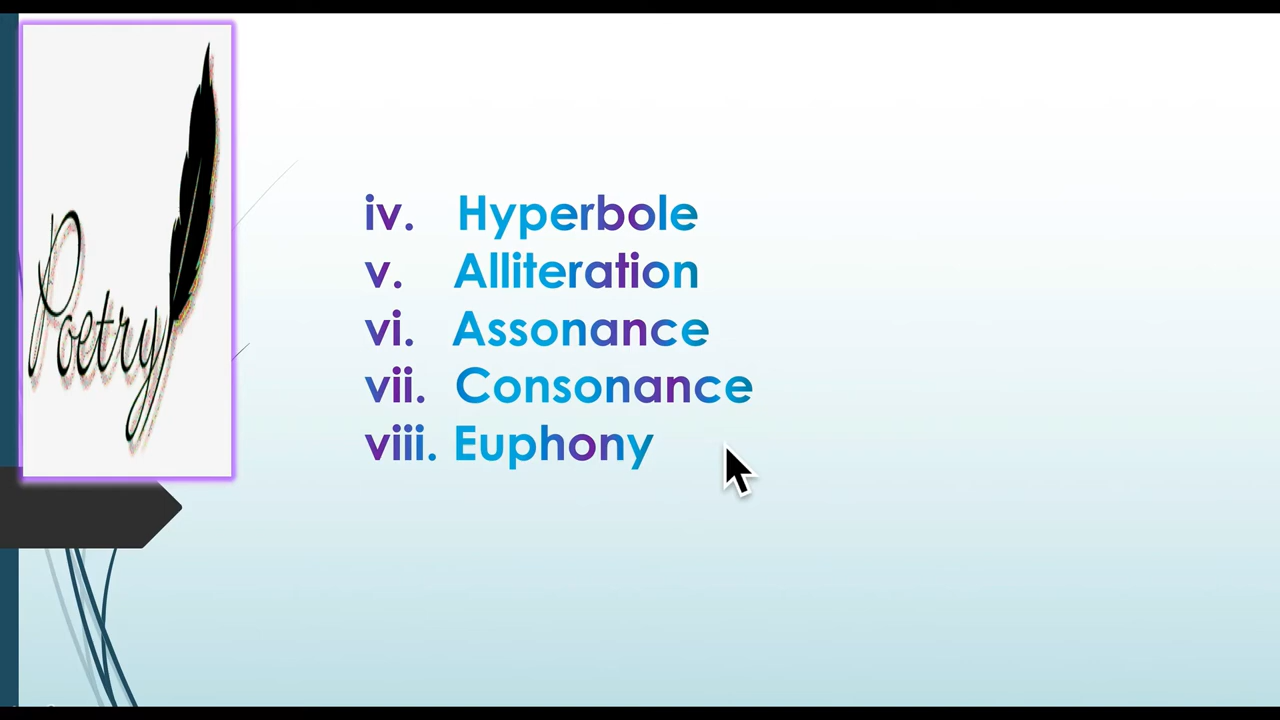 Poetry
iv. Hyperbole
v. Alliteration
vi. Assonance
vii. Consonance
viii. Euphony